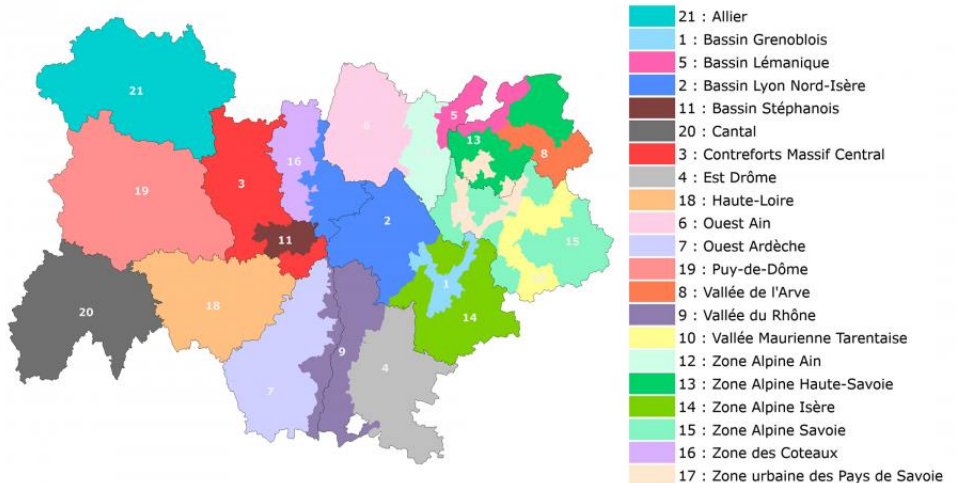 21
19
20
3
16
11
18
7
9
4
6
2
1
14
5
13
8
15
21 : Allier
1 : Bassin Grenoblois
5 : Bassin Lémanique
2 : Bassin Lyon Nord-Isère
11 : Bassin Stéphanois
20 : Cantal
3 : Contreforts Massif Central
4 : Est Drôme
18 : Haute-Loire
6 : Ouest Ain
7 : Ouest Ardèche
19 : Puy-de-Dôme
8 : Vallée de l'Arve
9 : Vallée du Rhône
10 : Vallée Maurienne Tarentaise
12 : Zone Alpine Ain
13 : Zone Alpine Haute-Savoie
14 : Zone Alpine Isère
15 : Zone Alpine Savoie
16 : Zone des Coteaux
17 : Zone urbaine des Pays de Savoie